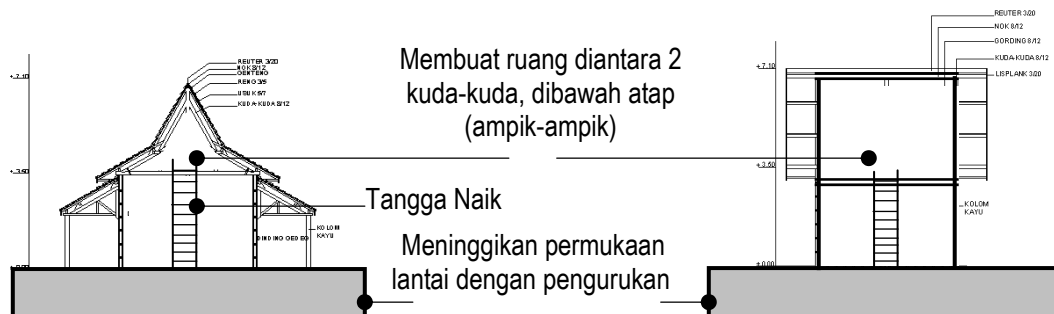 REUTER 3/20
NOK 8/12
GENTENG
RENG 3/5
USUK 5/7
KUDA-KUDA 8/12
+ 7.10
+ 3.50
+ 0.00
KOLOM
KAYU
DINDING GEDEG
Membuat ruang diantara 2
kuda-kuda, dibawah atap
(ampik-ampik)
Tangga Naik
Meninggikan permukaan
lantai dengan pengurukan
REUTER 3/20
NOK 8/12
GORDING 8/12
KUDA-KUDA 8/12
LISPLANK 3/20
+ 7.10
+ 3.50
+ 0.00
KOLOM
KAYU